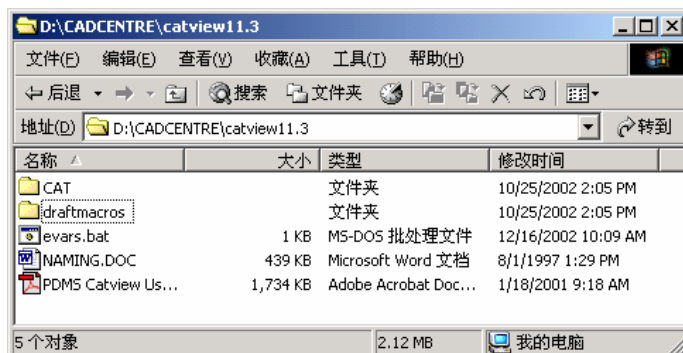 D:\CADCENTRE\catview11.3
文件(F) 编辑(E) 查看(V) 收藏(A) 工具(T) 帮助(H)
后退 搜索 文件夹
地址(D) D:\CADCENTRE\catview11.3 转到
名称 大小 类型 修改时间
CAT 文件夹 10/25/2002 2:05 PM
draftmacros 文件夹 10/25/2002 2:05 PM
evars.bat 1 KB MS-DOS 批处理文件 12/16/2002 10:09 AM
NAMING.DOC 439 KB Microsoft Word 文档 8/1/1997 1:29 PM
PDMS Catview Us... 1,734 KB Adobe Acrobat Doc... 1/18/2001 9:18 AM
5 个对象 2.12 MB 我的电脑